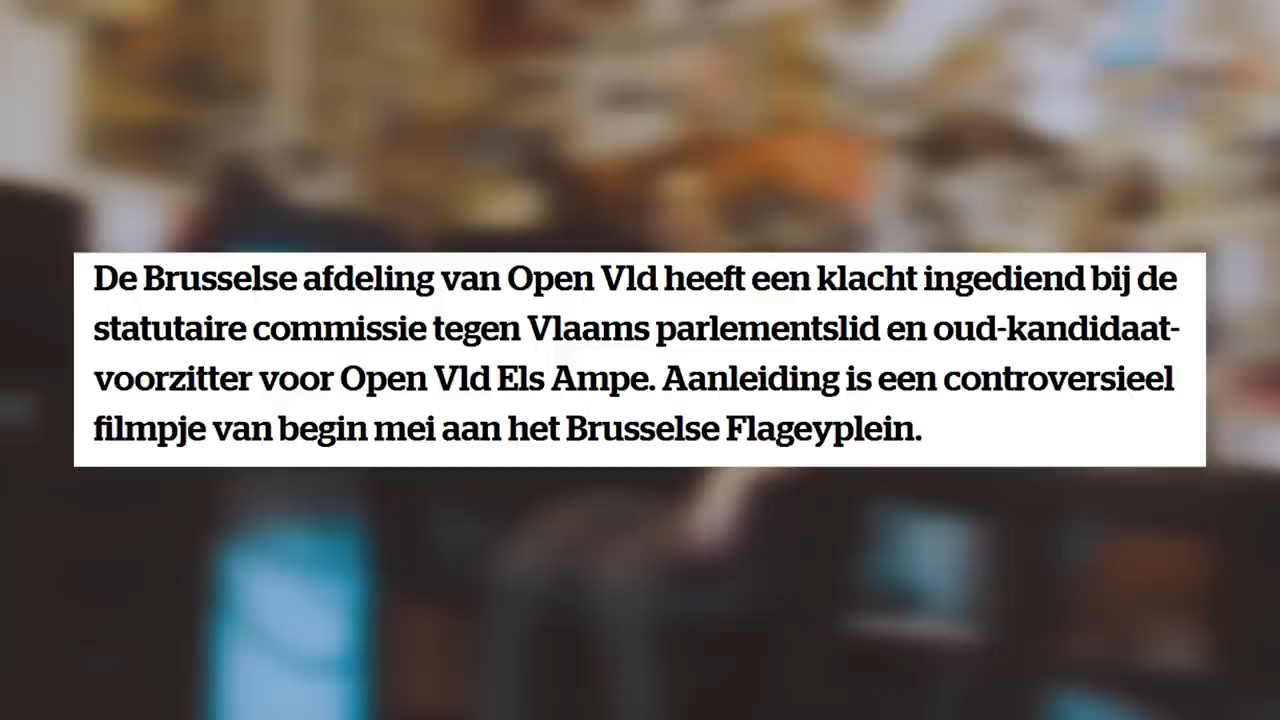 De Brusselse afdeling van Open Vld heeft een klacht ingediend bij de
statutaire commissie tegen Vlaams parlementslid en oud-kandidaat-
voorzitter voor Open Vld Els Ampe. Aanleiding is een controversieel
filmpje van begin mei aan het Brusselse Flageyplein.